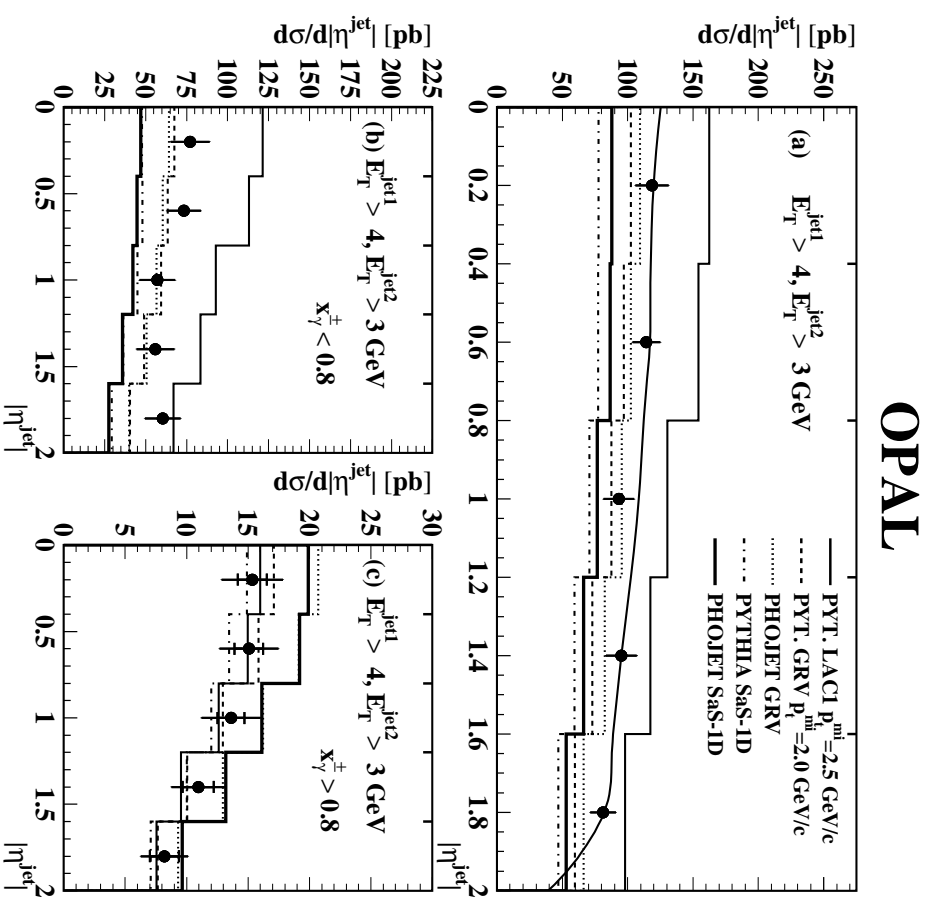 OPAL
dσ/d|η^jet| [pb]
250
200
150
100
50
0
0.2
0.4
0.6
0.8
1
1.2
1.4
1.6
1.8
2
|η^jet|
(a) E_T^jet1 > 4, E_T^jet2 > 3 GeV
PYT. LAC1 p_t^mi=2.5 GeV/c
PYT. GRV p_t^mi=2.0 GeV/c
PHOJET GRV
PYTHIA SaS-1D
PHOJET SaS-1D
dσ/d|η^jet| [pb]
225
200
175
150
125
100
75
50
25
0
0
0.5
1
1.5
2
|η^jet|
(b) E_T^jet1 > 4, E_T^jet2 > 3 GeV
x_γ^± < 0.8
dσ/d|η^jet| [pb]
30
25
20
15
10
5
0
0
0.5
1
1.5
2
|η^jet|
(c) E_T^jet1 > 4, E_T^jet2 > 3 GeV
x_γ^± > 0.8